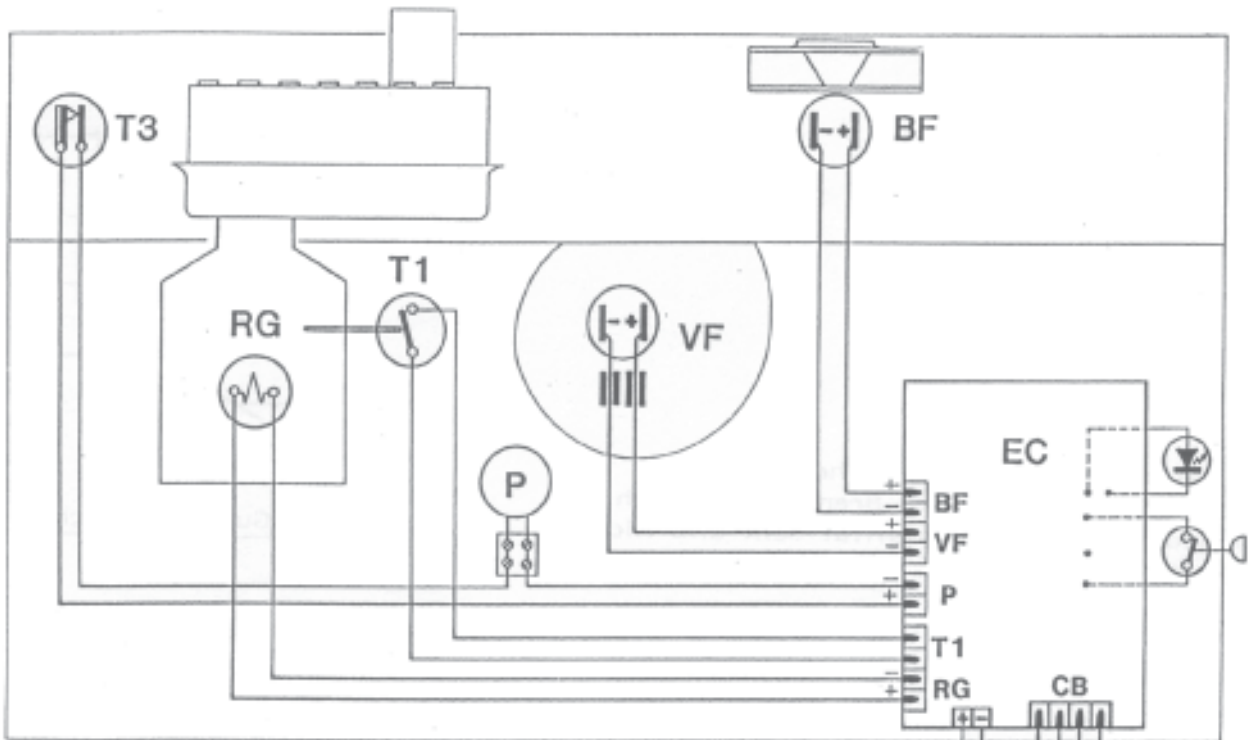 T3
BF
- +
T1
RG
- +
VF
EC
P
+ BF
-
+ VF
-
- P
+
T1
- RG
+
CB
+ -